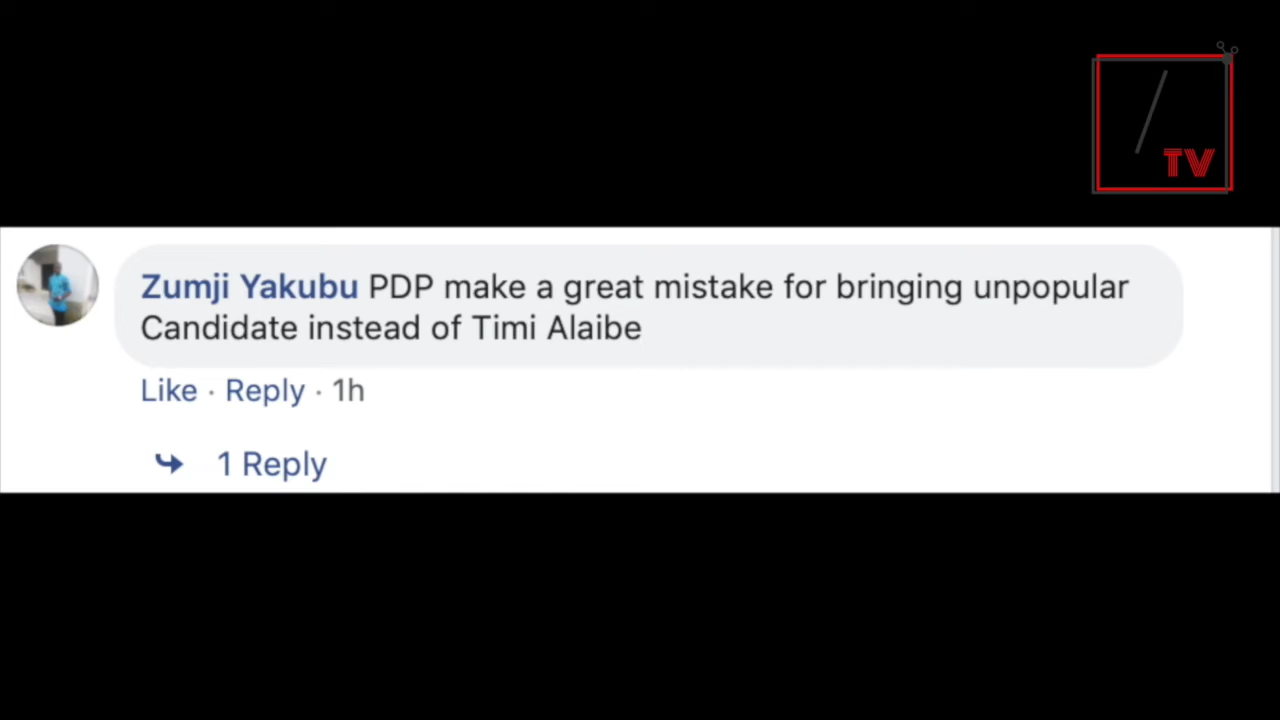 TV
Zumji Yakubu PDP make a great mistake for bringing unpopular
Candidate instead of Timi Alaibe
Like · Reply · 1h
1 Reply